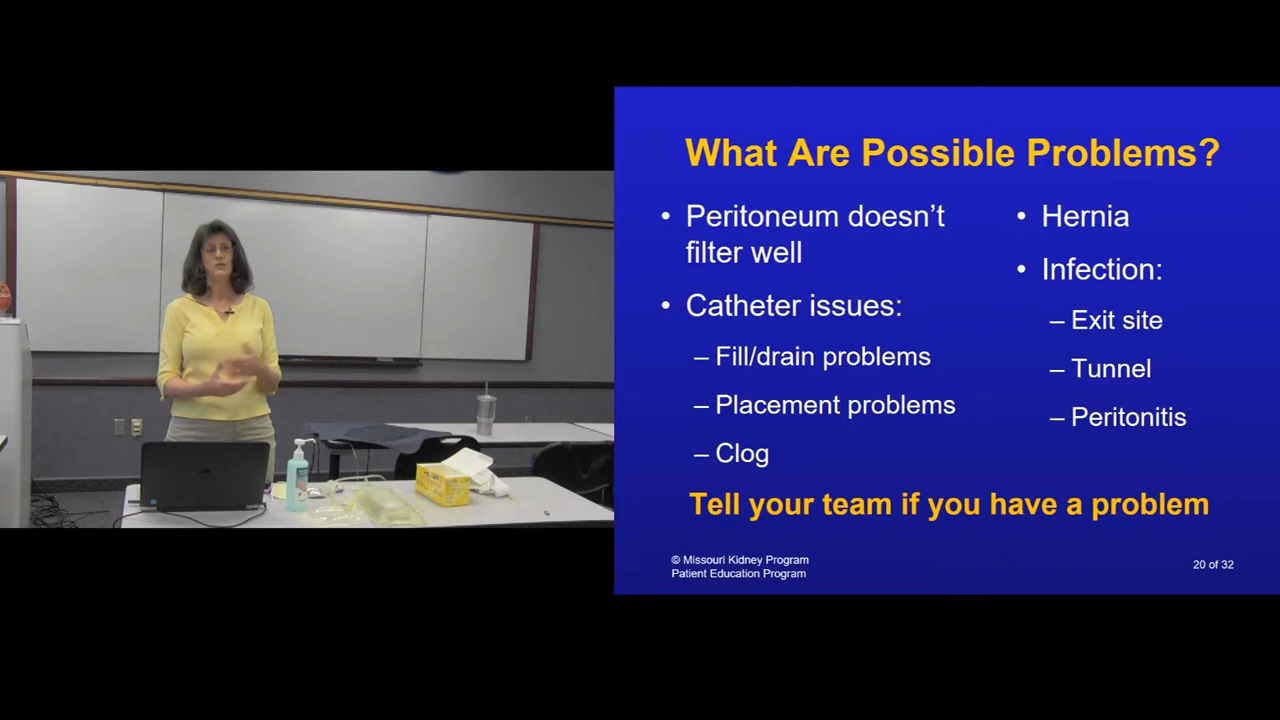 What Are Possible Problems?
• Peritoneum doesn't
filter well
• Catheter issues:
– Fill/drain problems
– Placement problems
– Clog
• Hernia
• Infection:
– Exit site
– Tunnel
– Peritonitis
Tell your team if you have a problem
© Missouri Kidney Program
Patient Education Program
20 of 32